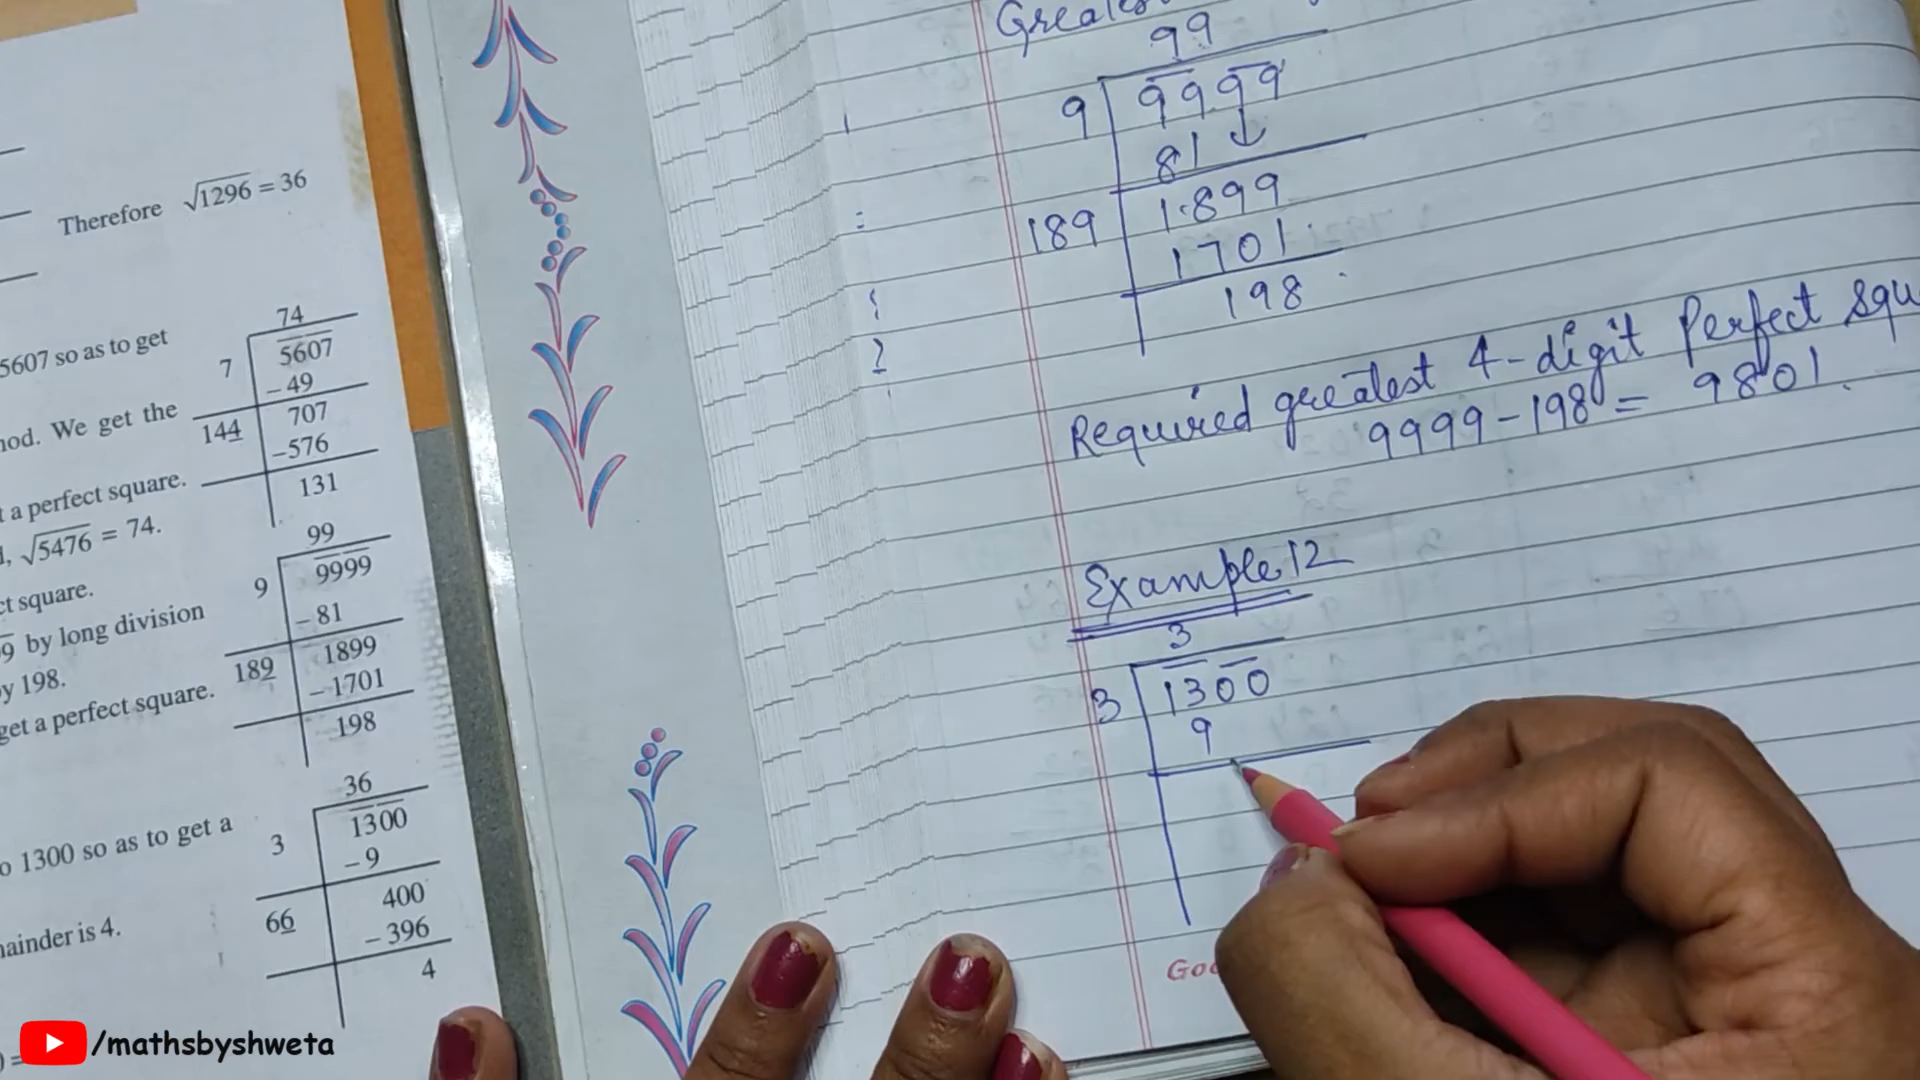 Therefore √1296 = 36
5607 so as to get
74
7 5607
-49
144 707
-576
131
We get the
a perfect square.
√5476 = 74.
square.
99
9 9999
-81
189 1899
-1701
198
9 by long division
y 198.
get a perfect square.
36
3 1300
-9
66 400
-396
4
o 1300 so as to get a
mainder is 4.
99
9 9999
81
189 1899
1701
198
Required greatest 4-digit Perfect Squ
9999-198 = 9801.
Example 12
3
3 1300
9
/mathsbyshweta